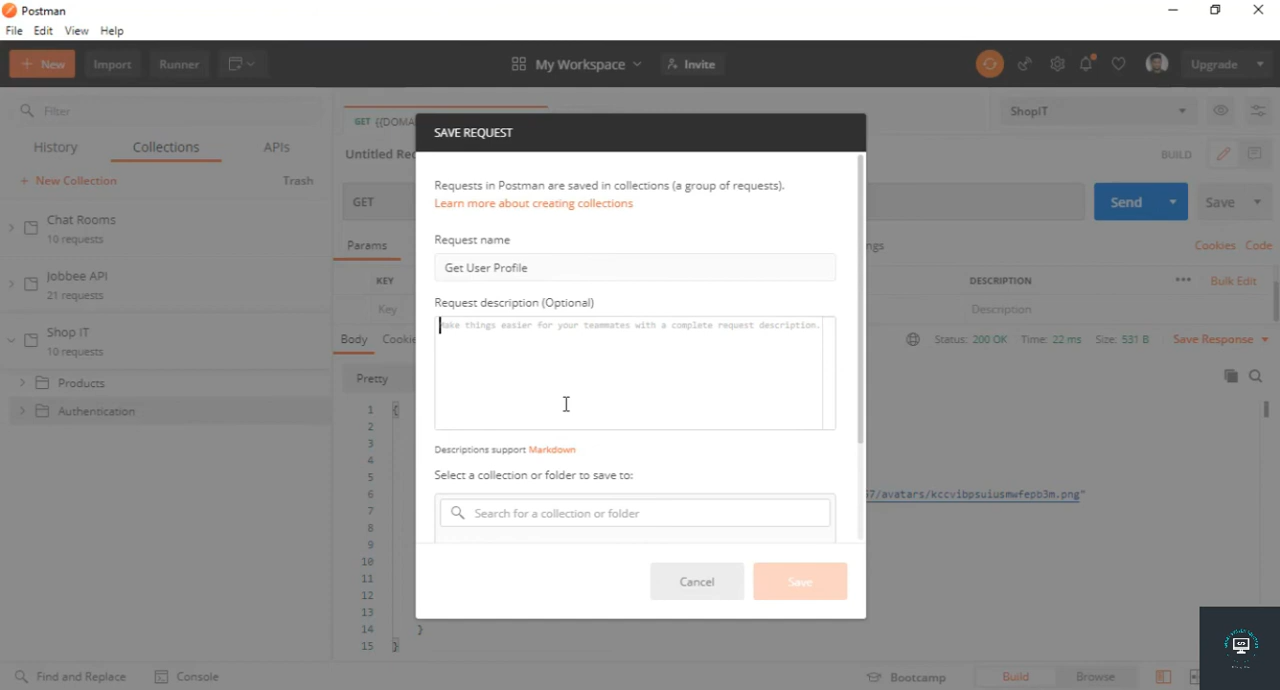 Postman
File Edit View Help
+ New Import Runner My Workspace Invite Upgrade
Filter
History Collections APIs
+ New Collection Trash
Chat Rooms
10 requests
Jobbee API
21 requests
Shop IT
10 requests
Products
Authentication
GET {{DOMA
ShopIT
Untitled Rec
BUILD
GET
Send Save
Params
ngs
Cookies Code
KEY
DESCRIPTION
Bulk Edit
Key
Description
Body Cookie
Status: 200 OK Time: 22 ms Size: 531 B Save Response
Pretty
1 {
2
3
4
5
6 57/avatars/kccvibpsuiusmwfepb3m.png"
7
8
9
10
11
12
13
14 }
15 }
SAVE REQUEST
Requests in Postman are saved in collections (a group of requests).
Learn more about creating collections
Request name
Get User Profile
Request description (Optional)
Make things easier for your teammates with a complete request description.
Descriptions support Markdown
Select a collection or folder to save to:
Search for a collection or folder
Cancel Save
Find and Replace Console Bootcamp Build Browse